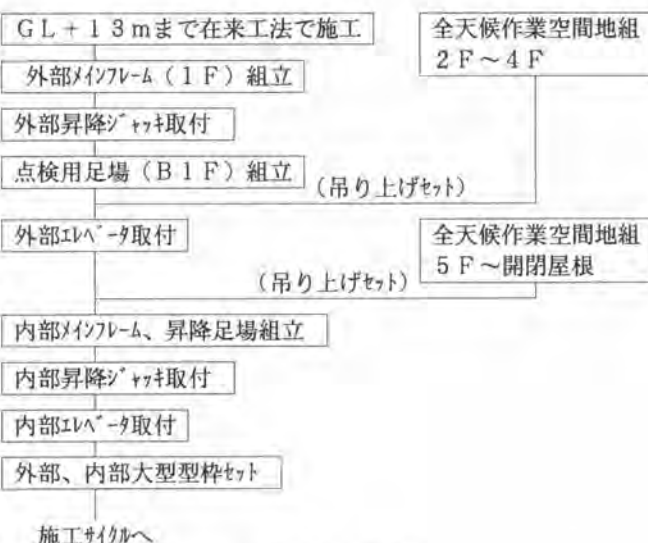 GL+13mまで在来工法で施工
全天候作業空間地組
2F~4F
外部ﾒｲﾝﾌﾚｰﾑ(1F)組立
外部昇降ｼﾞｬｯｷ取付
点検用足場(B1F)組立
(吊り上げｾｯﾄ)
外部ｴﾚﾍﾞｰﾀ取付
全天候作業空間地組
5F~開閉屋根
(吊り上げｾｯﾄ)
内部ﾒｲﾝﾌﾚｰﾑ、昇降足場組立
内部昇降ｼﾞｬｯｷ取付
内部ｴﾚﾍﾞｰﾀ取付
外部、内部大型型枠ｾｯﾄ
施工ｻｲｸﾙへ